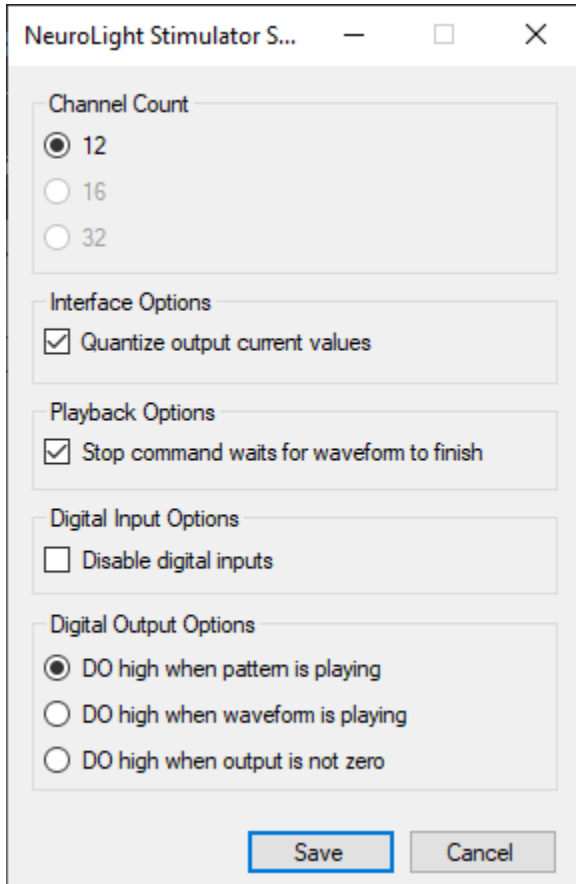 NeuroLight Stimulator S...
Channel Count
12
16
32
Interface Options
Quantize output current values
Playback Options
Stop command waits for waveform to finish
Digital Input Options
Disable digital inputs
Digital Output Options
DO high when pattern is playing
DO high when waveform is playing
DO high when output is not zero
Save Cancel